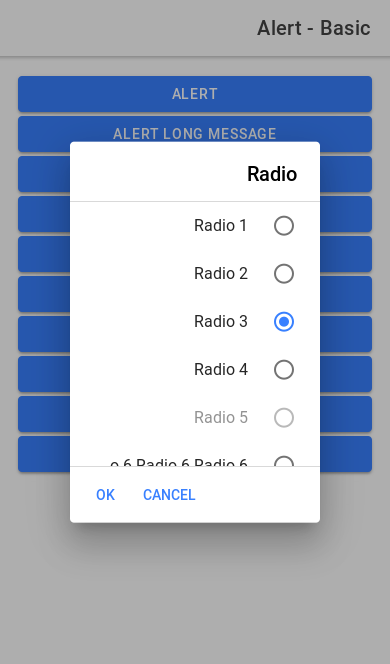 Alert - Basic
ALERT
ALERT LONG MESSAGE
Radio
Radio 1
Radio 2
Radio 3
Radio 4
Radio 5
6 Radio 6 Radio 6
OK CANCEL